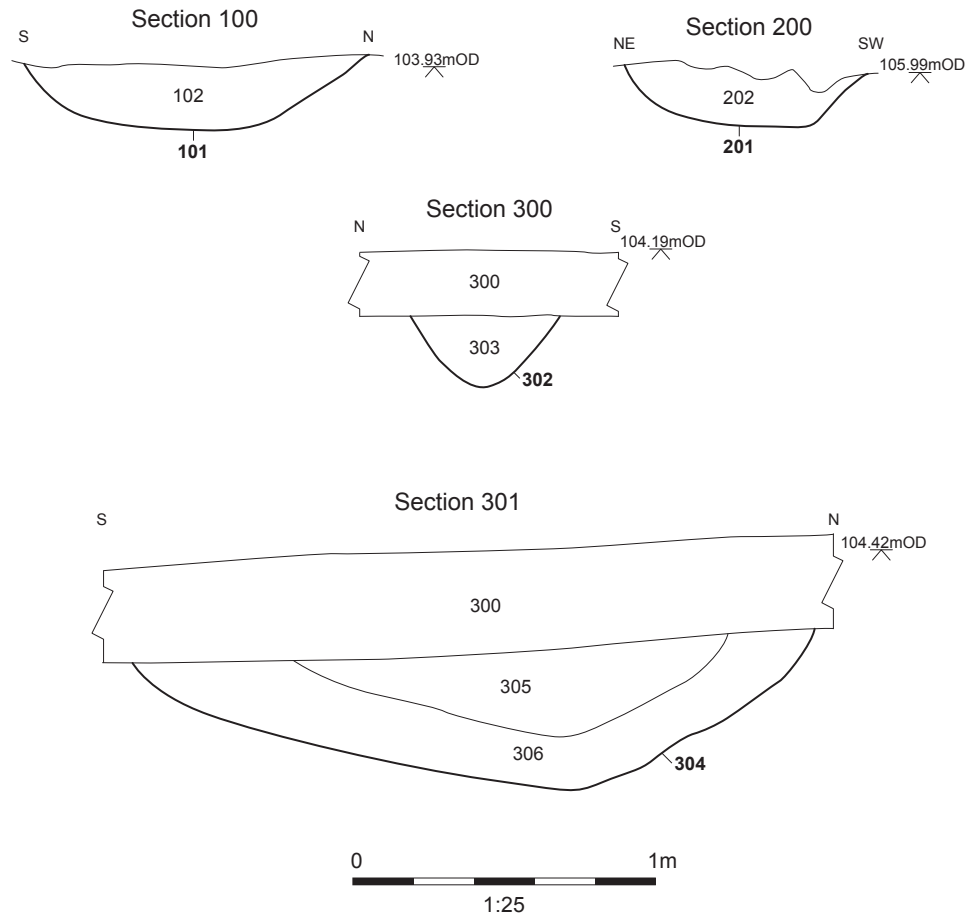 Section 100
S
N
103.93mOD
102
101
Section 200
NE
SW
105.99mOD
202
201
Section 300
N
S
104.19mOD
300
303
302
Section 301
S
N
104.42mOD
300
305
306
304
0
1m
1:25